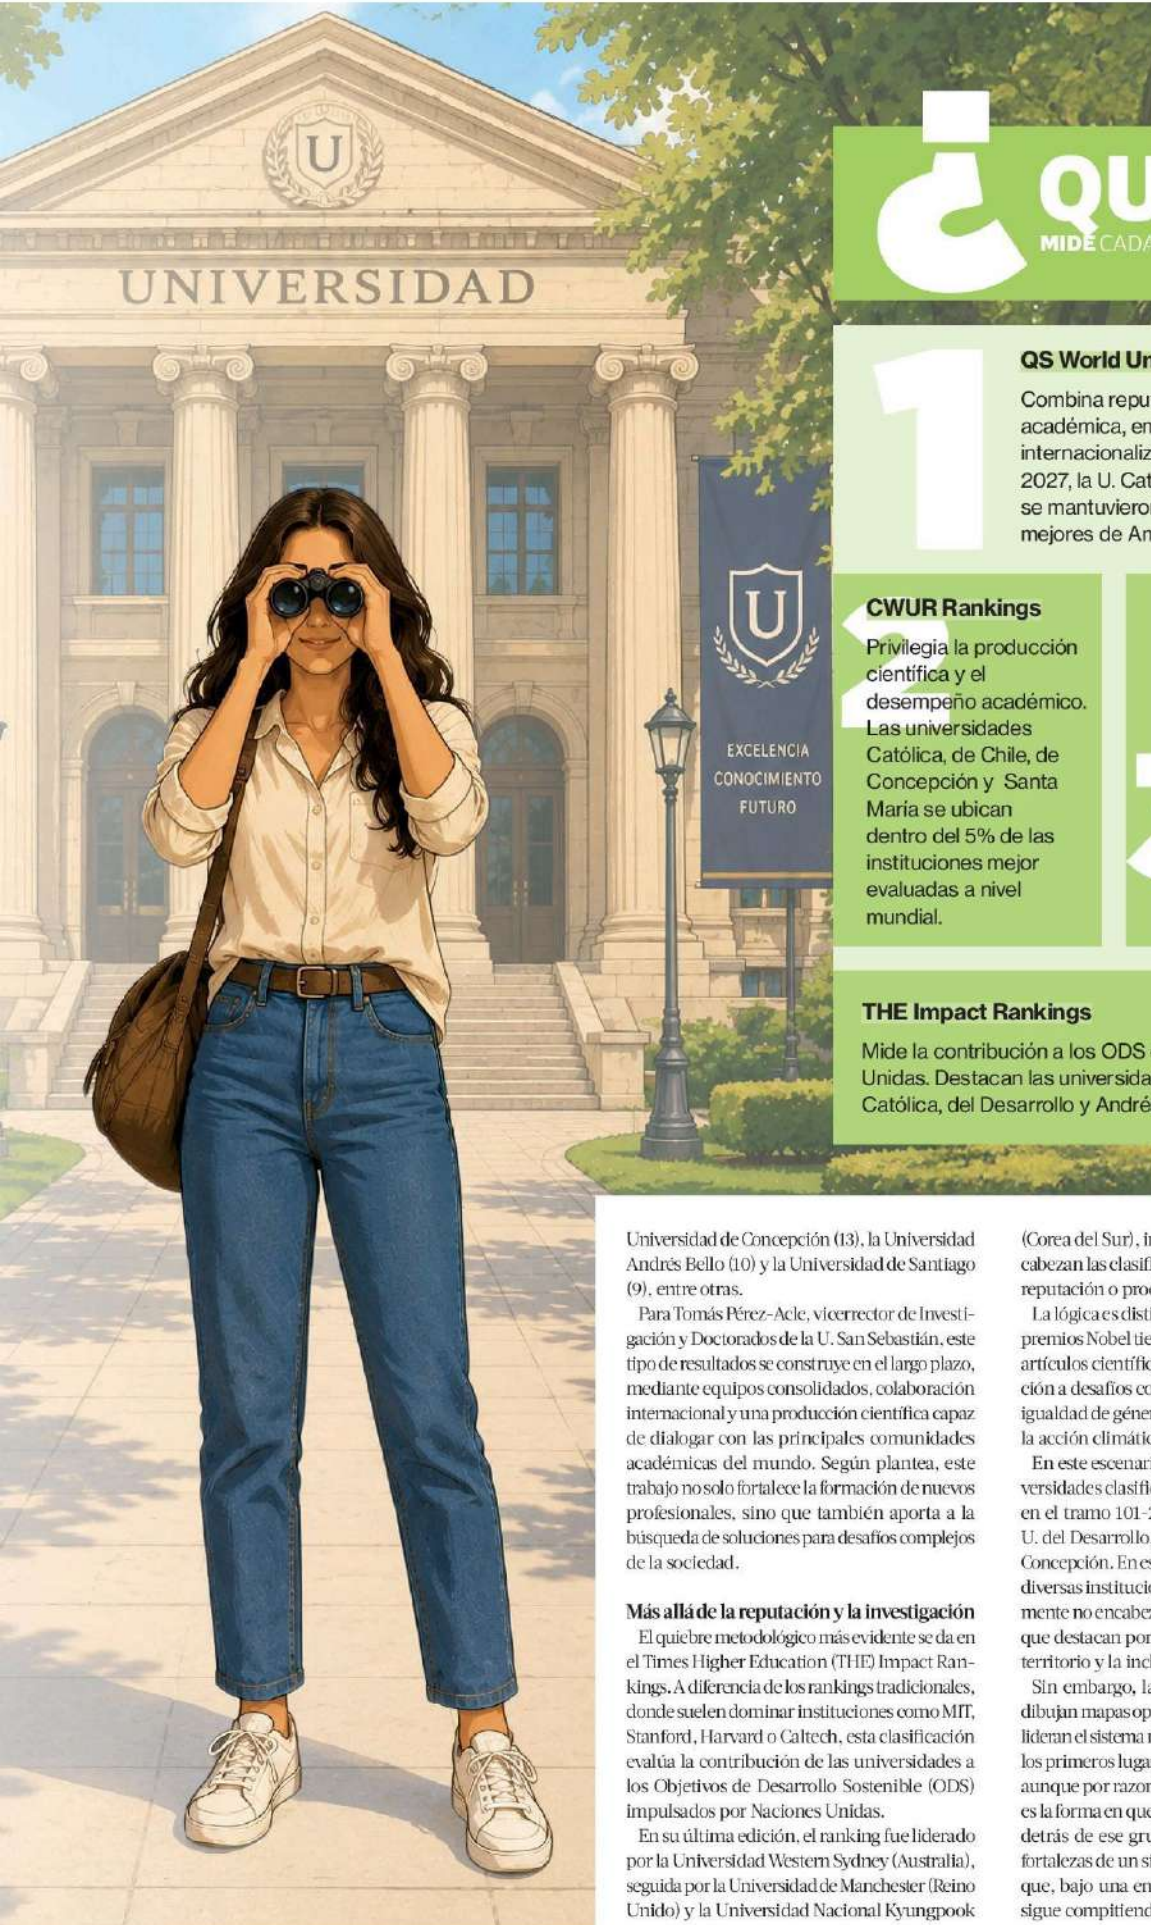 U
UNIVERSIDAD
U
EXCELENCIA
CONOCIMIENTO
FUTURO
¿QU
MIDE CADA
1
QS World Un
Combina repu
académica, en
internacionaliz
2027, la U. Cat
se mantuviero
mejores de Am
2
CWUR Rankings
Privilegia la producción
científica y el
desempeño académico.
Las universidades
Católica, de Chile, de
Concepción y Santa
María se ubican
dentro del 5% de las
instituciones mejor
evaluadas a nivel
mundial.
THE Impact Rankings
Mide la contribución a los ODS
Unidas. Destacan las universida
Católica, del Desarrollo y André
Universidad de Concepción (13), la Universidad
Andrés Bello (10) y la Universidad de Santiago
(9), entre otras.
Para Tomás Pérez-Acle, vicerrector de Investi-
gación y Doctorados de la U. San Sebastián, este
tipo de resultados se construye en el largo plazo,
mediante equipos consolidados, colaboración
internacional y una producción científica capaz
de dialogar con las principales comunidades
académicas del mundo. Según plantea, este
trabajo no solo fortalece la formación de nuevos
profesionales, sino que también aporta a la
búsqueda de soluciones para desafíos complejos
de la sociedad.
Más allá de la reputación y la investigación
El quiebre metodológico más evidente se da en
el Times Higher Education (THE) Impact Ran-
kings. A diferencia de los rankings tradicionales,
donde suelen dominar instituciones como MIT,
Stanford, Harvard o Caltech, esta clasificación
evalúa la contribución de las universidades a
los Objetivos de Desarrollo Sostenible (ODS)
impulsados por Naciones Unidas.
En su última edición, el ranking fue liderado
por la Universidad Western Sydney (Australia),
seguida por la Universidad de Manchester (Reino
Unido) y la Universidad Nacional Kyungpook
(Corea del Sur), in
cabezan las clasifi
reputación o prod
La lógica es disti
premios Nobel tie
artículos científic
ción a desafíos co
igualdad de géner
la acción climátic
En este escenari
versidades clasifi
en el tramo 101-2
U. del Desarrollo
Concepción. En es
diversas institucio
mente no encabez
que destacan por
territorio y la incl
Sin embargo, la
dibujan mapas op
lideran el sistema n
los primeros lugar
aunque por razon
es la forma en que
detrás de ese gru
fortalezas de un si
que, bajo una en
sigue compitiend